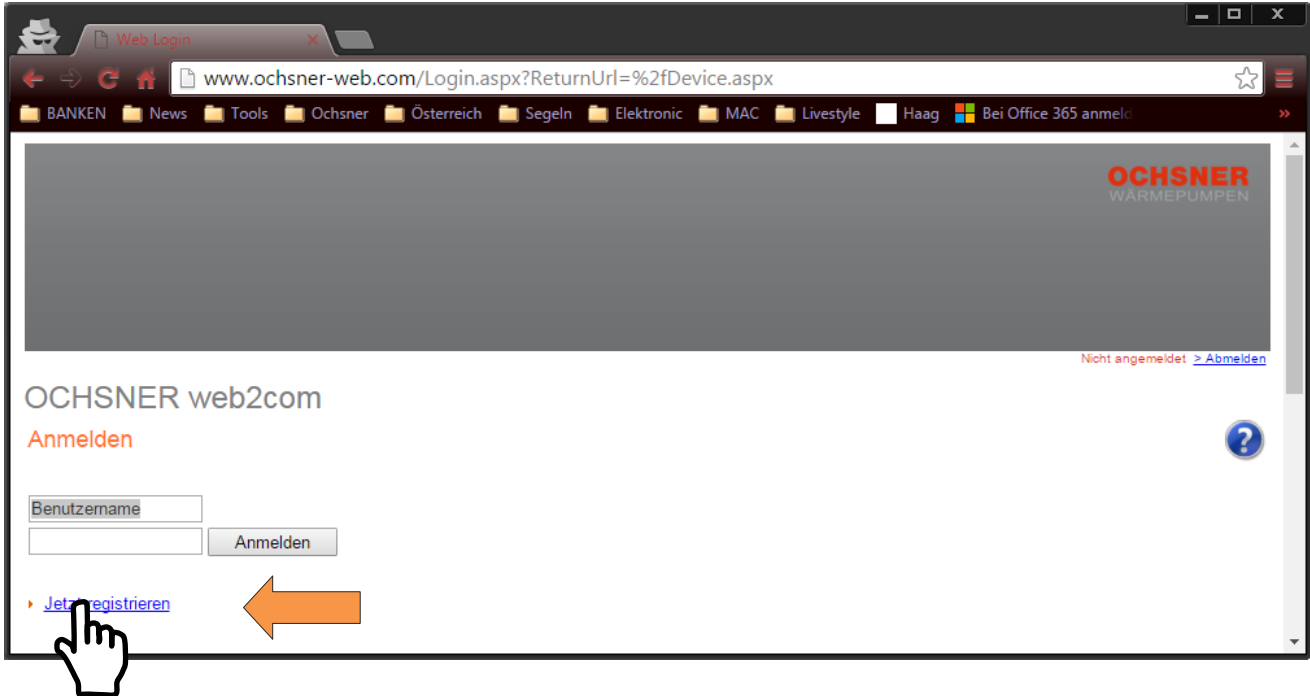 Web Login
www.ochsner-web.com/Login.aspx?ReturnUrl=%2fDevice.aspx
BANKEN News Tools Ochsner Österreich Segeln Elektronic MAC Livestyle Haag Bei Office 365 anmeld
OCHSNER
WÄRMEPUMPEN
Nicht angemeldet > Abmelden
OCHSNER web2com
Anmelden
Benutzername
Anmelden
Jetzt registrieren